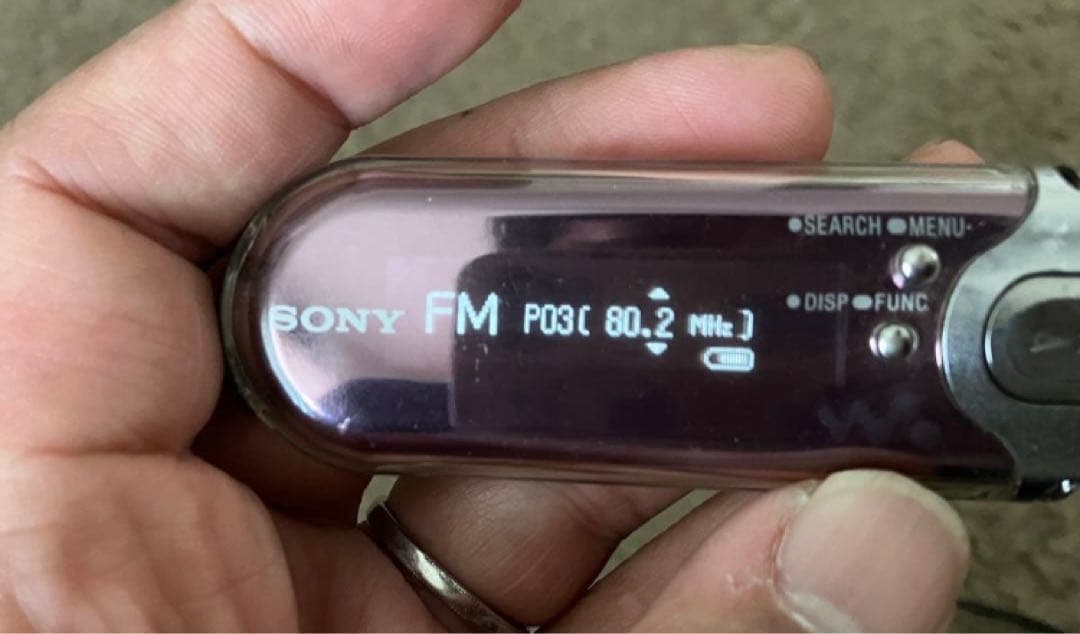 •SEARCH ⬬MENU·
•DISP ⬬FUNC.
SONY FM P03[ 80.2 MHz]